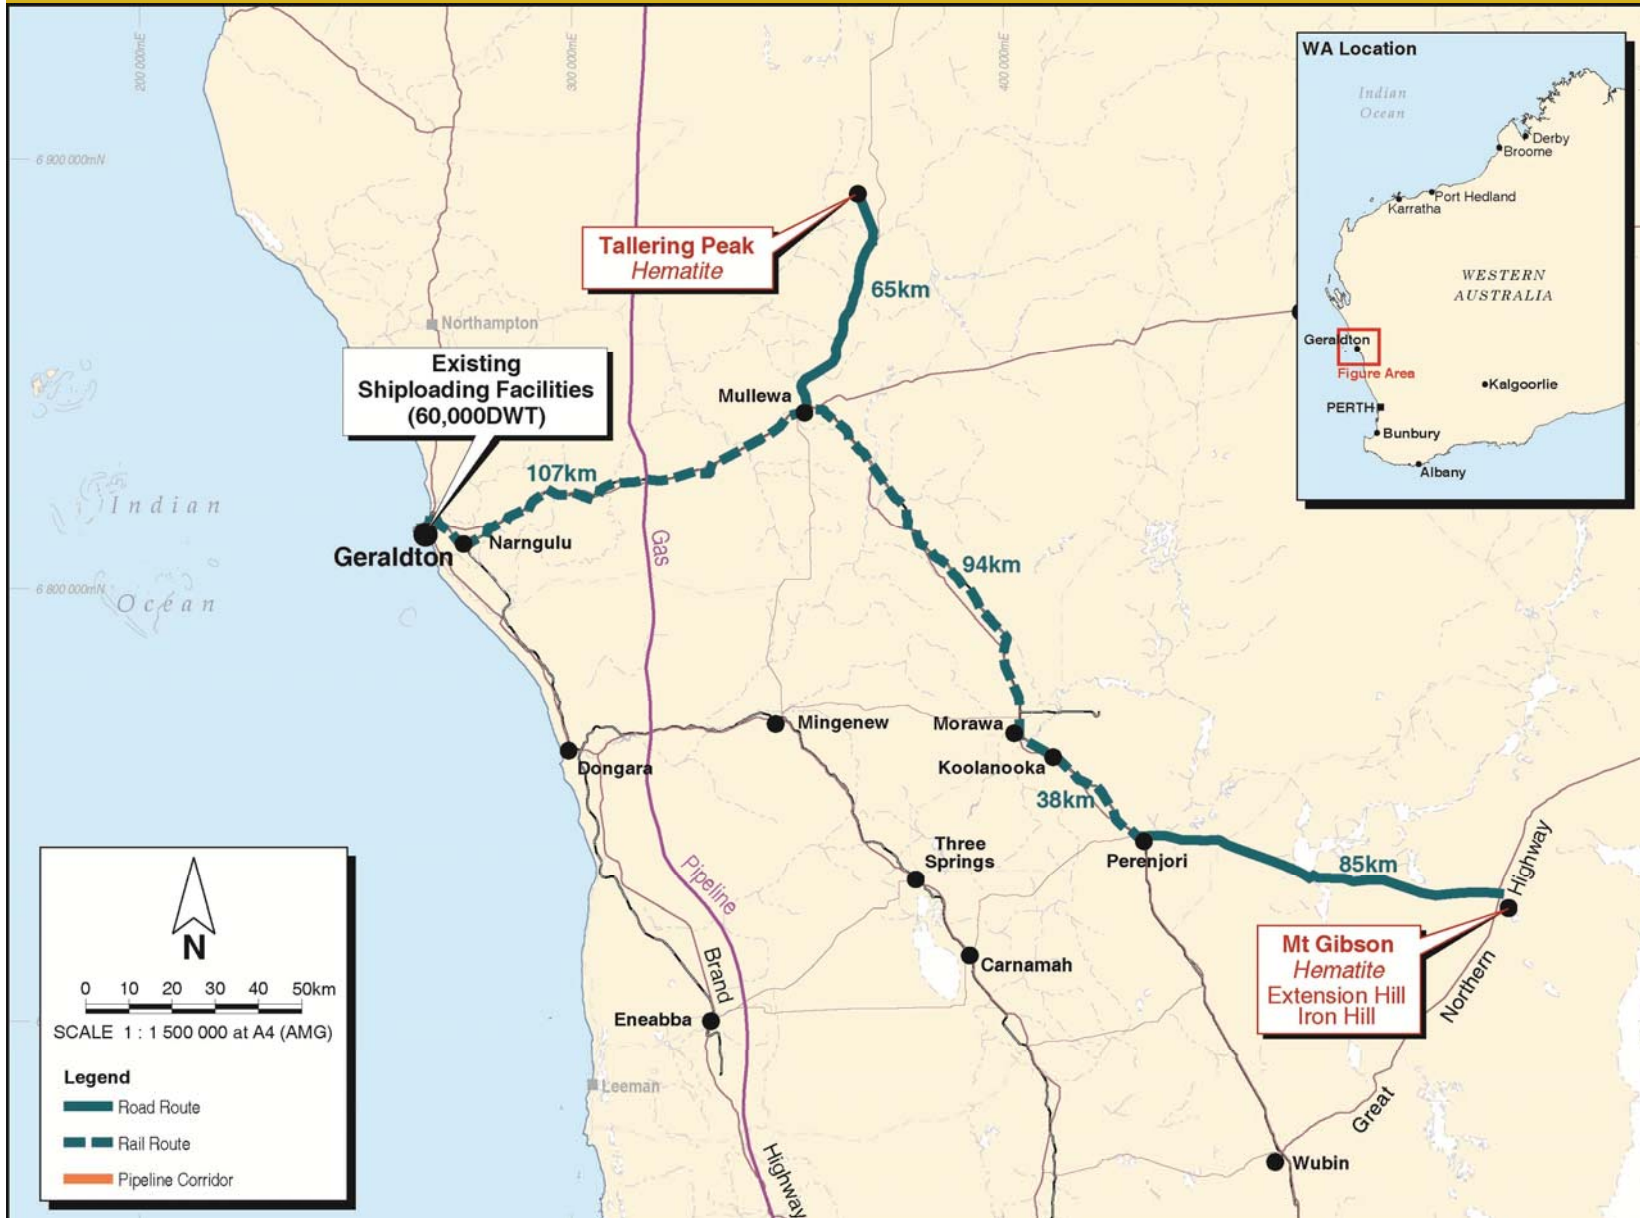 200 000mE
300 000mE
400 000mE
6 900 000mN
6 800 000mN
WA Location
Indian
Ocean
Derby
Broome
Port Hedland
Karratha
WESTERN
AUSTRALIA
Geraldton
Figure Area
Kalgoorlie
PERTH
Bunbury
Albany
Tallering Peak
Hematite
65km
Northampton
Existing
Shiploading Facilities
(60,000DWT)
Mullewa
107km
Indian
Ocean
Geraldton
Narngulu
Gas
94km
Mingenew
Morawa
Dongara
Koolanooka
38km
Three
Springs
Perenjori
85km
Highway
Pipeline
Mt Gibson
Hematite
Extension Hill
Iron Hill
Northern
Carnamah
Brand
Eneabba
Leeman
Great
Highway
Wubin
N
0 10 20 30 40 50km
SCALE 1 : 1 500 000 at A4 (AMG)
Legend
Road Route
Rail Route
Pipeline Corridor